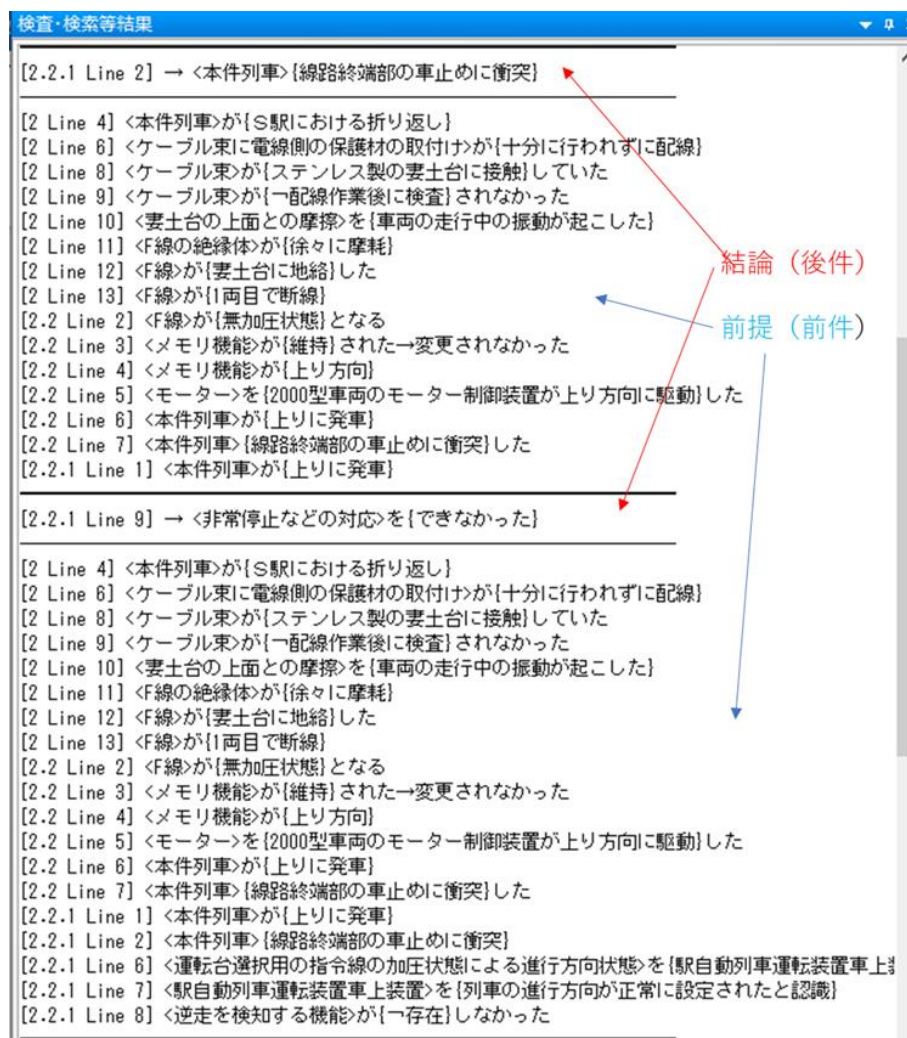 検査・検索等結果
[2.2.1 Line 2] → <本件列車>{線路終端部の車止めに衝突}
[2 Line 4] <本件列車>が{S駅における折り返し}
[2 Line 6] <ケーブル束に電線側の保護材の取付け>が{十分に行われずに配線}
[2 Line 8] <ケーブル束>が{ステンレス製の妻土台に接触}していた
[2 Line 9] <ケーブル束>が{¬配線作業後に検査}されなかった
[2 Line 10] <妻土台の上面との摩擦>を{車両の走行中の振動が起こした}
[2 Line 11] <F線の絶縁体>が{徐々に摩耗}
[2 Line 12] <F線>が{妻土台に地絡}した
[2 Line 13] <F線>が{1両目で断線}
[2.2 Line 2] <F線>が{無加圧状態}となる
[2.2 Line 3] <メモリ機能>が{維持}された→変更されなかった
[2.2 Line 4] <メモリ機能>が{上り方向}
[2.2 Line 5] <モーター>を{2000型車両のモーター制御装置が上り方向に駆動}した
[2.2 Line 6] <本件列車>が{上りに発車}
[2.2 Line 7] <本件列車>{線路終端部の車止めに衝突}した
[2.2.1 Line 1] <本件列車>が{上りに発車}
結論（後件）
前提（前件）
[2.2.1 Line 9] → <非常停止などの対応>を{できなかった}
[2 Line 4] <本件列車>が{S駅における折り返し}
[2 Line 6] <ケーブル束に電線側の保護材の取付け>が{十分に行われずに配線}
[2 Line 8] <ケーブル束>が{ステンレス製の妻土台に接触}していた
[2 Line 9] <ケーブル束>が{¬配線作業後に検査}されなかった
[2 Line 10] <妻土台の上面との摩擦>を{車両の走行中の振動が起こした}
[2 Line 11] <F線の絶縁体>が{徐々に摩耗}
[2 Line 12] <F線>が{妻土台に地絡}した
[2 Line 13] <F線>が{1両目で断線}
[2.2 Line 2] <F線>が{無加圧状態}となる
[2.2 Line 3] <メモリ機能>が{維持}された→変更されなかった
[2.2 Line 4] <メモリ機能>が{上り方向}
[2.2 Line 5] <モーター>を{2000型車両のモーター制御装置が上り方向に駆動}した
[2.2 Line 6] <本件列車>が{上りに発車}
[2.2 Line 7] <本件列車>{線路終端部の車止めに衝突}した
[2.2.1 Line 1] <本件列車>が{上りに発車}
[2.2.1 Line 2] <本件列車>{線路終端部の車止めに衝突}
[2.2.1 Line 6] <運転台選択用の指令線の加圧状態による進行方向状態>を{駅自動列車運転装置車上
[2.2.1 Line 7] <駅自動列車運転装置車上装置>を{列車の進行方向が正常に設定されたと認識}
[2.2.1 Line 8] <逆走を検知する機能>が{¬存在}しなかった